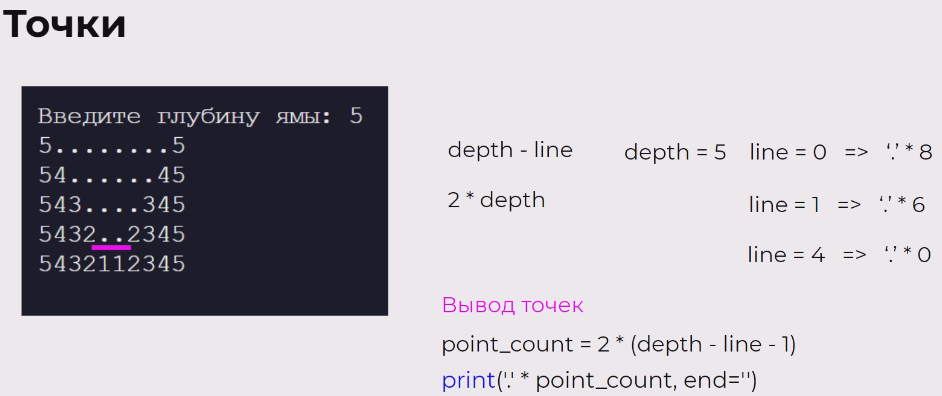 Точки
Введите глубину ямы: 5
5........5
54......45
543....345
5432..2345
5432112345
depth - line
2 * depth
depth = 5 line = 0 => ‘.’ * 8
line = 1 => ‘.’ * 6
line = 4 => ‘.’ * 0
Вывод точек
point_count = 2 * (depth - line - 1)
print('.' * point_count, end='')